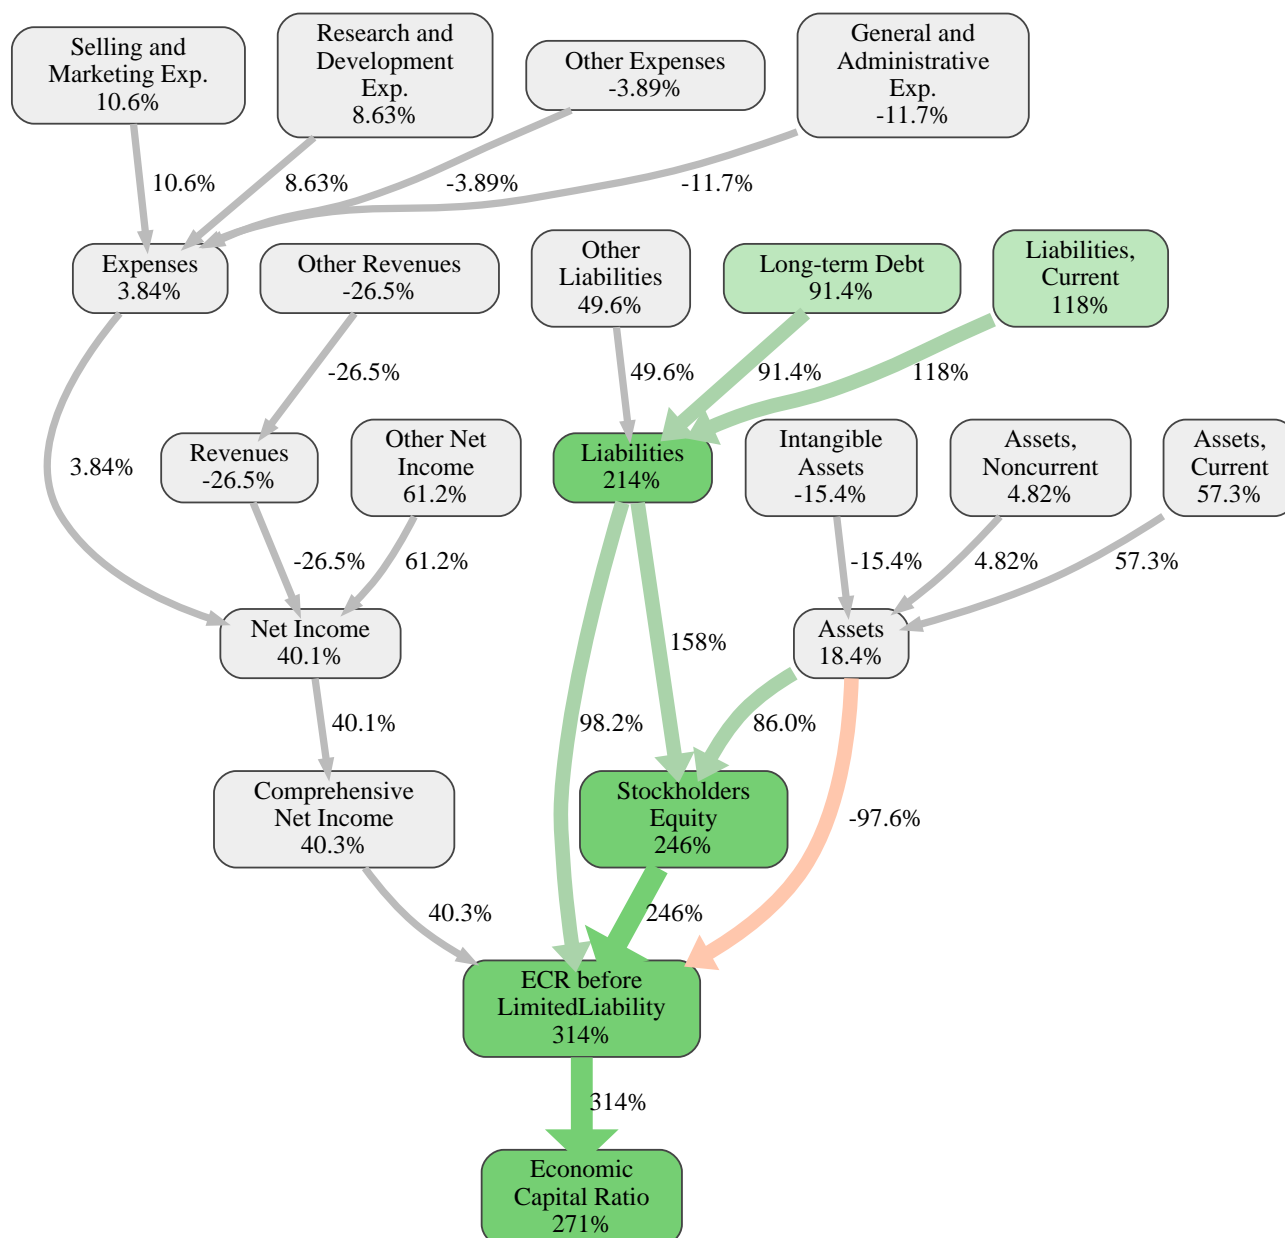 Selling and
Marketing Exp.
10.6%
Research and
Development
Exp.
8.63%
Other Expenses
-3.89%
General and
Administrative
Exp.
-11.7%
10.6%
8.63%
-3.89%
-11.7%
Expenses
3.84%
Other Revenues
-26.5%
Other
Liabilities
49.6%
Long-term Debt
91.4%
Liabilities,
Current
118%
-26.5%
49.6%
91.4%
118%
3.84%
Revenues
-26.5%
Other Net
Income
61.2%
Liabilities
214%
Intangible
Assets
-15.4%
Assets,
Noncurrent
4.82%
Assets,
Current
57.3%
-26.5%
61.2%
-15.4%
4.82%
57.3%
Net Income
40.1%
158%
Assets
18.4%
40.1%
98.2%
86.0%
Comprehensive
Net Income
40.3%
Stockholders
Equity
246%
-97.6%
40.3%
246%
ECR before
LimitedLiability
314%
314%
Economic
Capital Ratio
271%